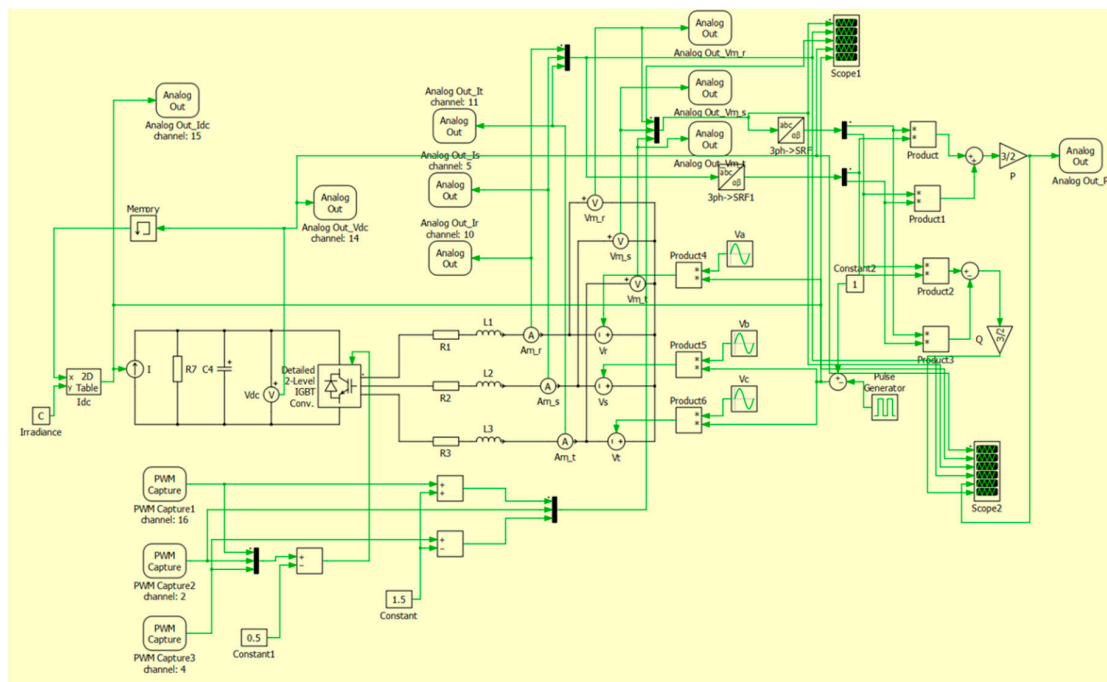 Analog
Out
Analog Out_Idc
channel: 15
Analog Out_It
channel: 11
Analog
Out
Analog Out_Is
5
Analog
Out
Analog Out_Ir
channel: 10
Analog
Out
Analog
Out
Analog Out_Vm_r
Analog
Out
Analog Out_Vm_s
Analog
Out
Analog Out_Vm_t
abc
αβ
3ph->SRF
abc
αβ
3ph->SRF1
Scope1
Product
Product1
3/2
P
Analog
Out
Analog Out_P
Memory
Analog
Out
Analog Out_Vdc
channel: 14
V
Vm_r
V
Vm_s
V
Vm_t
Va
Product4
Constant2
1
Product2
Product3
3/2
Q
x
y
2D
Table
Idc
C
Irradiance
I
R7
C4
Vdc
V
Detailed
2-Level
IGBT
Conv.
R1
L1
A
Am_r
Vr
R2
L2
A
Am_s
Vs
R3
L3
A
Am_t
Vt
Vb
Product5
Vc
Product6
Pulse
Generator
Scope2
PWM
Capture
PWM Capture1
channel: 16
PWM
Capture
PWM Capture2
channel: 2
PWM
Capture
PWM Capture3
channel: 4
0.5
Constant1
1.5
Constant